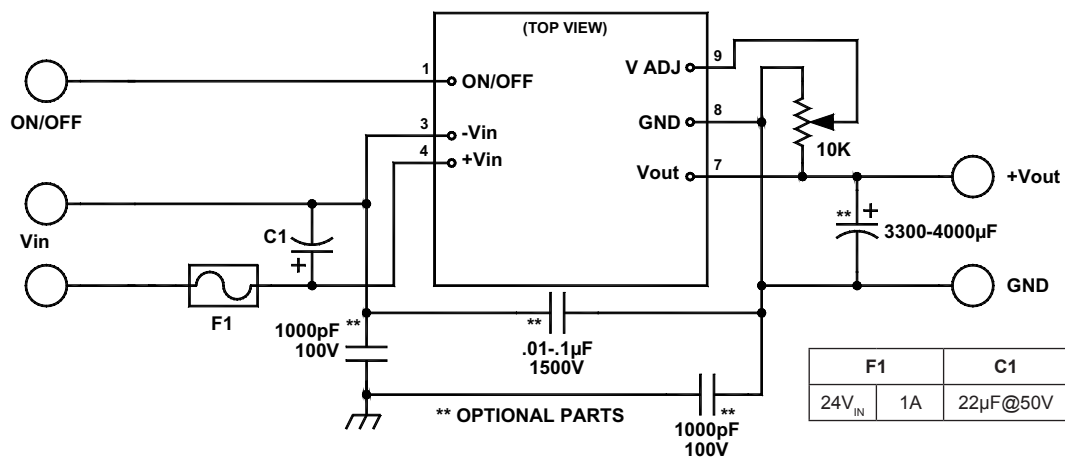 (TOP VIEW)
ON/OFF
1
ON/OFF
3
-Vin
4
+Vin
V ADJ
9
GND
8
Vout
7
10K
+Vout
**
+
3300-4000µF
GND
Vin
C1
+
F1
1000pF **
100V
**
.01-.1µF
1500V
** OPTIONAL PARTS
**
1000pF
100V
F1 C1
24VIN 1A 22µF@50V